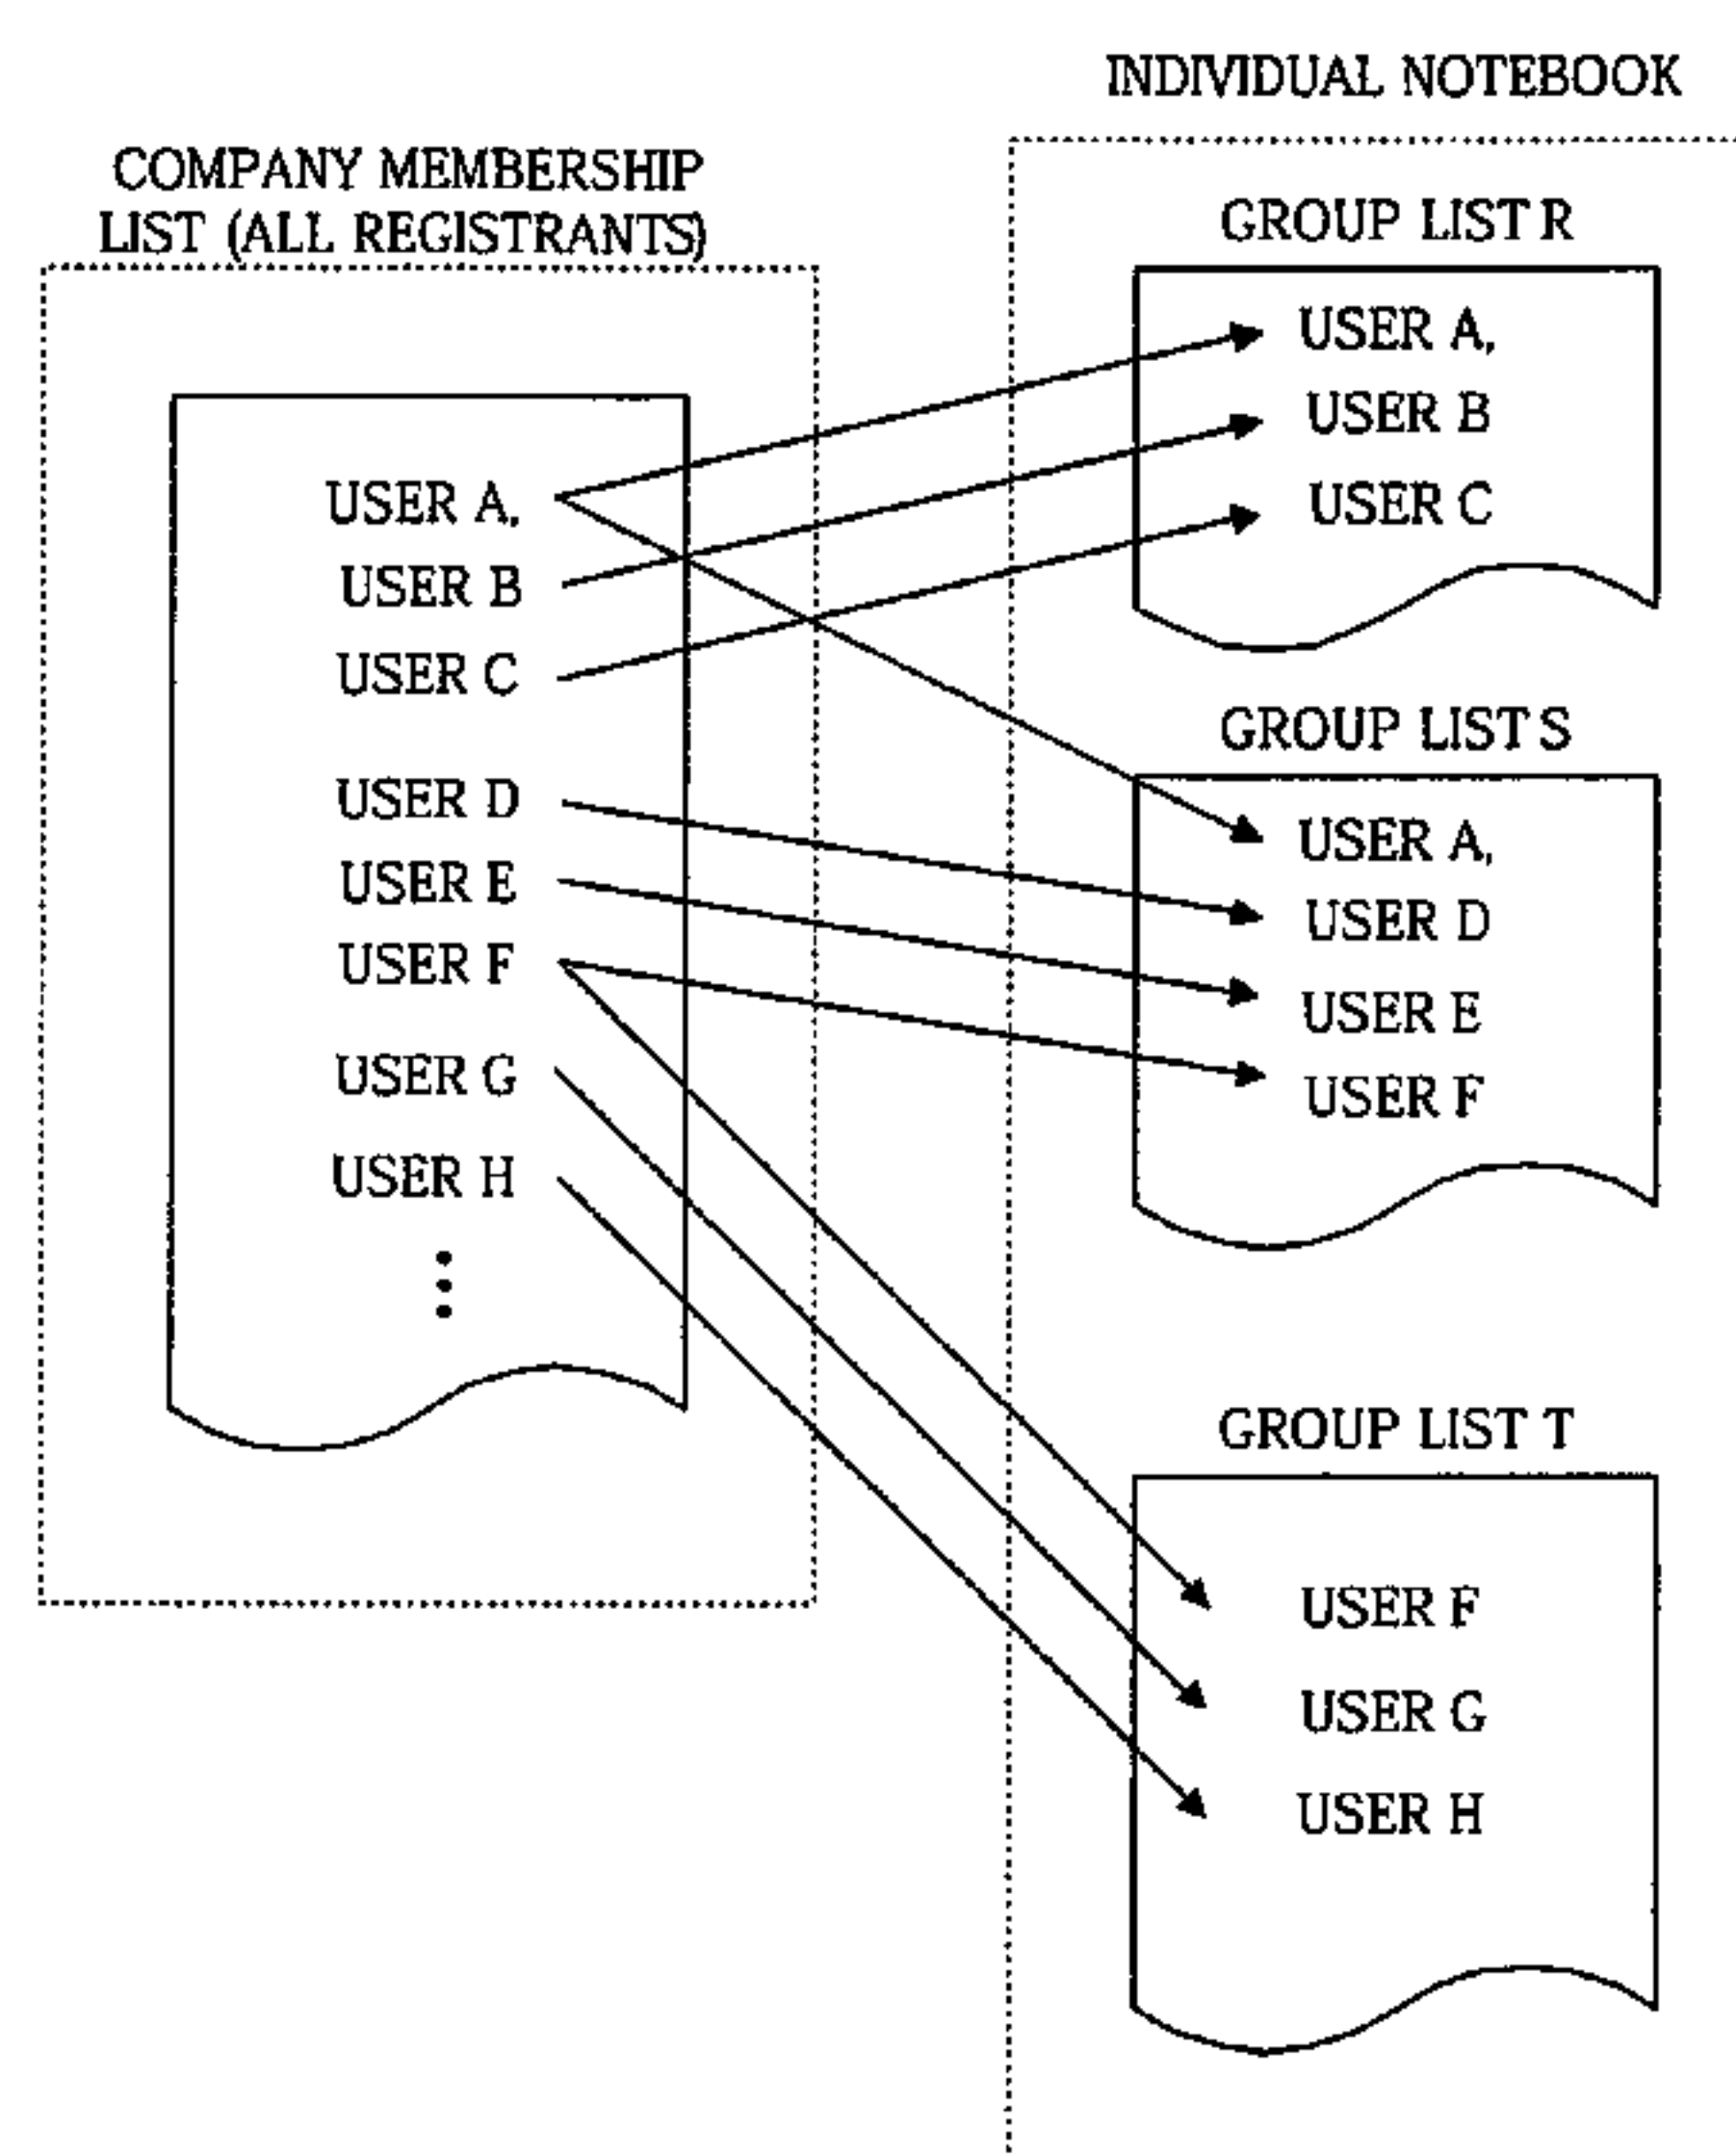 COMPANY MEMBERSHIP
LIST (ALL REGISTRANTS)
USER A,
USER B
USER C
USER D
USER E
USER F
USER G
USER H
INDIVIDUAL NOTEBOOK
GROUP LIST R
USER A,
USER B
USER C
GROUP LIST S
USER A,
USER D
USER E
USER F
GROUP LIST T
USER F
USER G
USER H